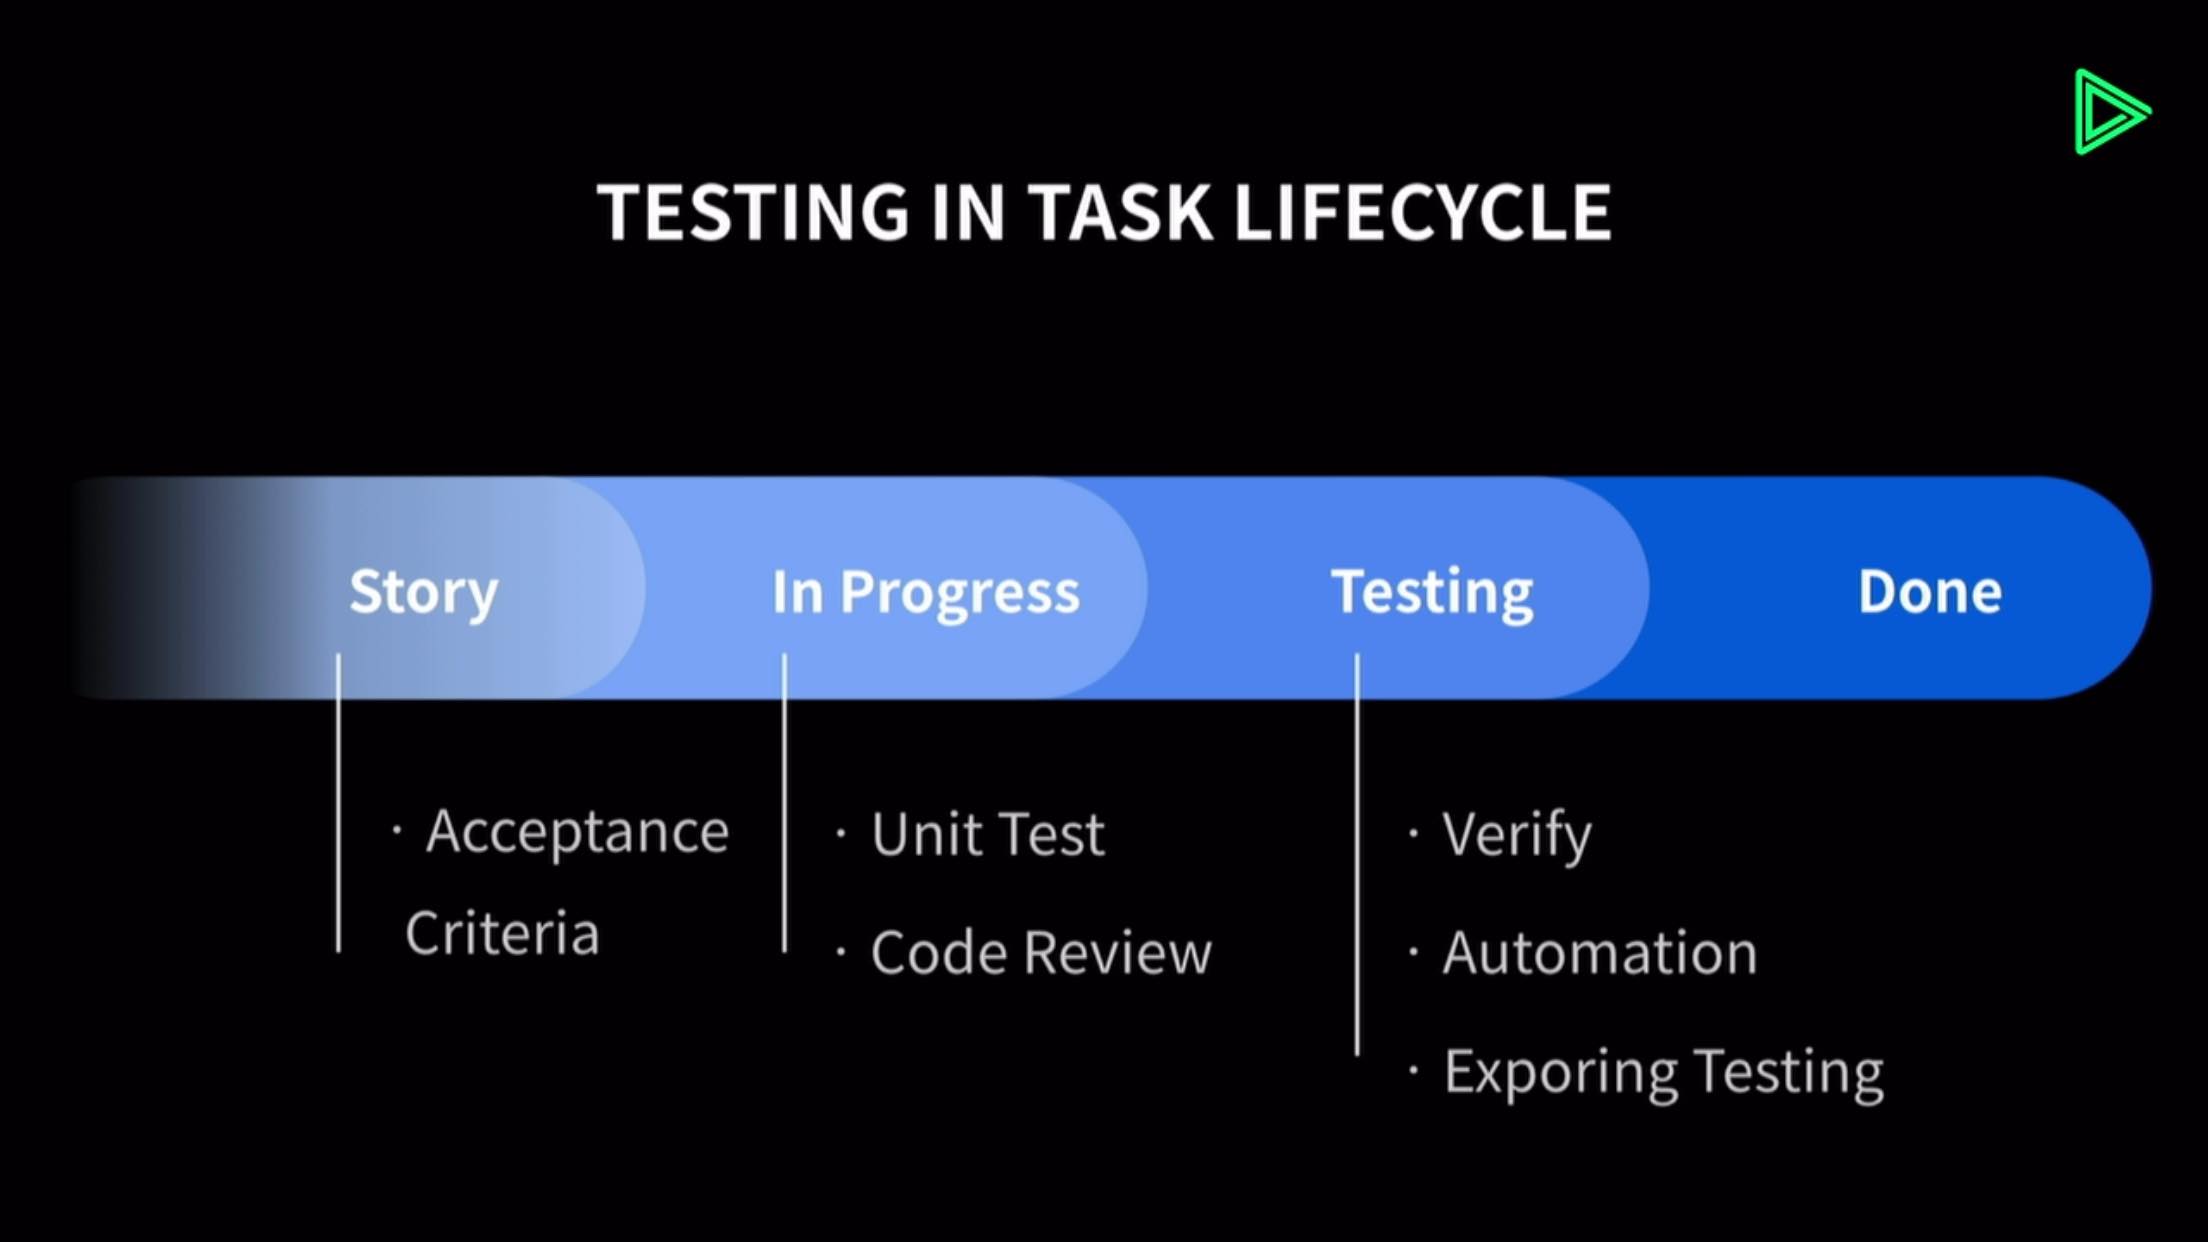 TESTING IN TASK LIFECYCLE
Story
In Progress
Testing
Done
· Acceptance
Criteria
· Unit Test
· Code Review
· Verify
· Automation
· Exporing Testing